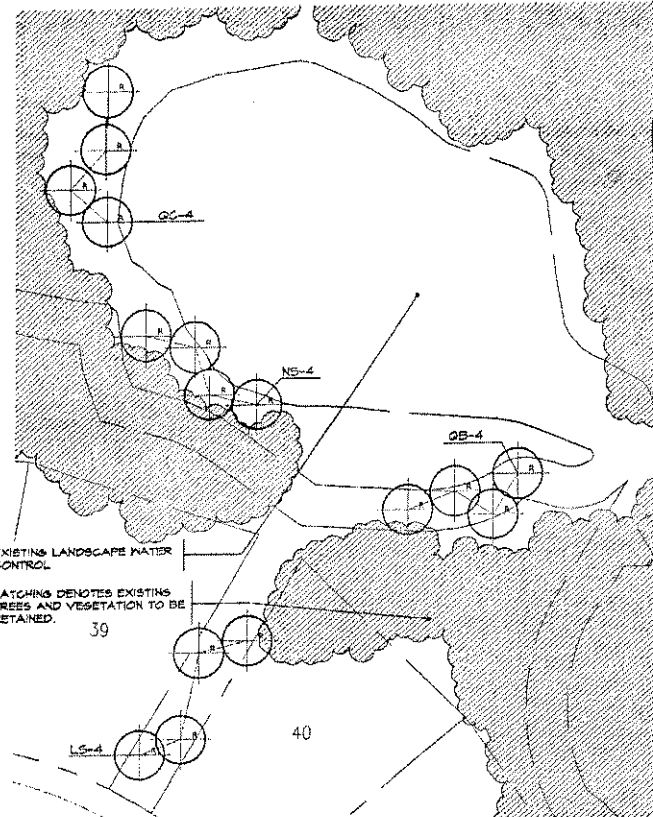 R
R
R
R
QC-4
R
R
R
R
NS-4
QB-4
R
R
R
R
XISTING LANDSCAPE WATER
ONTROL
ATCHING DENOTES EXISTING
REES AND VEGETATION TO BE
ETAINED.
39
R
R
40
LS-4
R
R